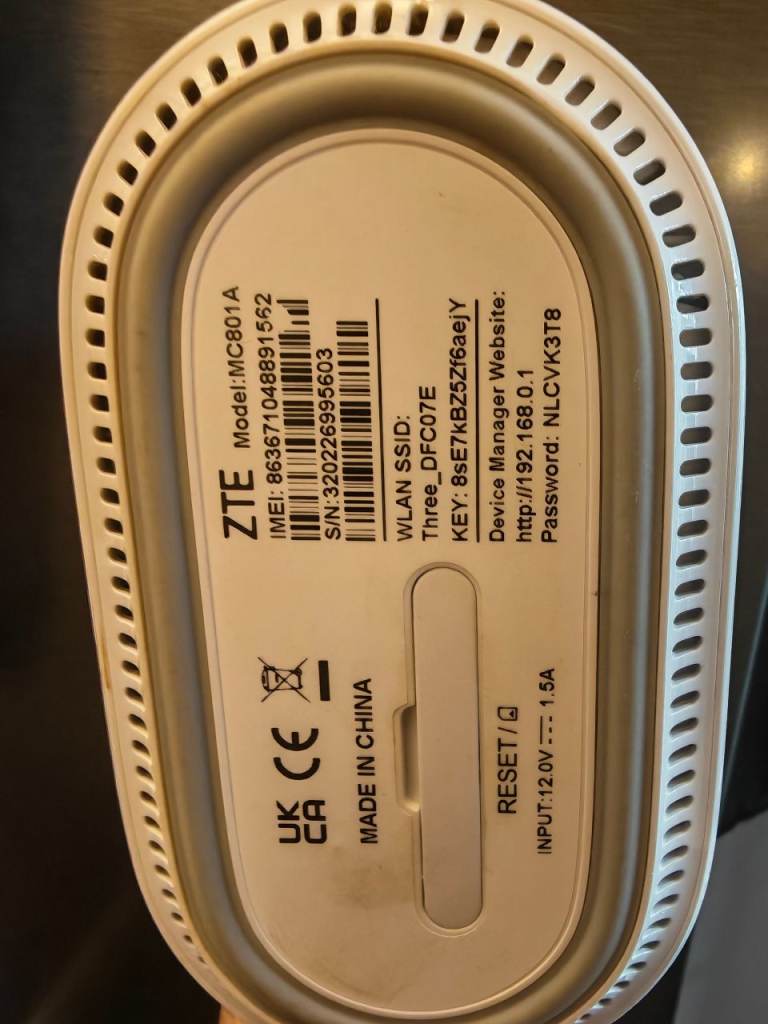 ZTE Model:MC801A
IMEI: 863671048891562
S/N:320226995603
WLAN SSID:
Three_DFC07E
KEY: 8sE7kBZ5Zf6aejY
Device Manager Website:
http://192.168.0.1
Password: NLCVK3T8
UK
CA CE
MADE IN CHINA
RESET /
INPUT:12.0V ⎓ 1.5A